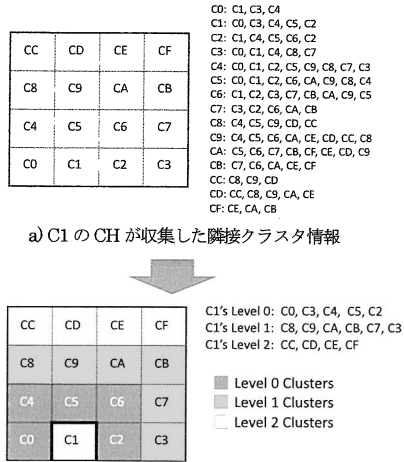 CC CD CE CF
C8 C9 CA CB
C4 C5 C6 C7
C0 C1 C2 C3
C0: C1, C3, C4
C1: C0, C3, C4, C5, C2
C2: C1, C4, C5, C6, C2
C3: C0, C1, C4, C8, C7
C4: C0, C1, C2, C5, C9, C8, C7, C3
C5: C0, C1, C2, C6, CA, C9, C8, C4
C6: C1, C2, C3, C7, CB, CA, C9, C5
C7: C3, C2, C6, CA, CB
C8: C4, C5, C9, CD, CC
C9: C4, C5, C6, CA, CE, CD, CC, C8
CA: C5, C6, C7, CB, CF, CE, CD, C9
CB: C7, C6, CA, CE, CF
CC: C8, C9, CD
CD: CC, C8, C9, CA, CE
CF: CE, CA, CB
a) C1 の CH が収集した隣接クラスタ情報
CC CD CE CF
C8 C9 CA CB
C4 C5 C6 C7
C0 C1 C2 C3
C1's Level 0: C0, C3, C4, C5, C2
C1's Level 1: C8, C9, CA, CB, C7, C3
C1's Level 2: CC, CD, CE, CF
Level 0 Clusters
Level 1 Clusters
Level 2 Clusters